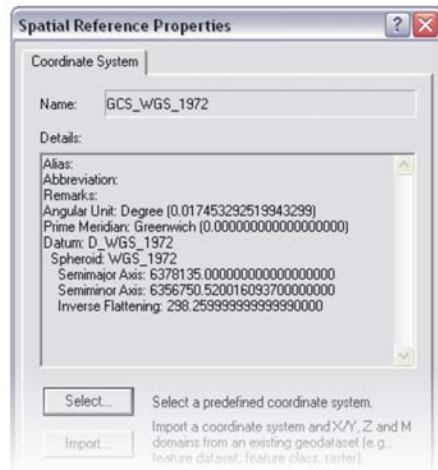 Spatial Reference Properties
Coordinate System
Name: GCS_WGS_1972
Details:
Alias:
Abbreviation:
Remarks:
Angular Unit: Degree (0.017453292519943299)
Prime Meridian: Greenwich (0.000000000000000000)
Datum: D_WGS_1972
Spheroid: WGS_1972
Semimajor Axis: 6378135.000000000000000000
Semiminor Axis: 6356750.520016093700000000
Inverse Flattening: 298.259999999999990000
Select... Select a predefined coordinate system.
Import... Import a coordinate system and X/Y, Z and M
domains from an existing geodataset (e.g.,
feature dataset, feature class, raster)